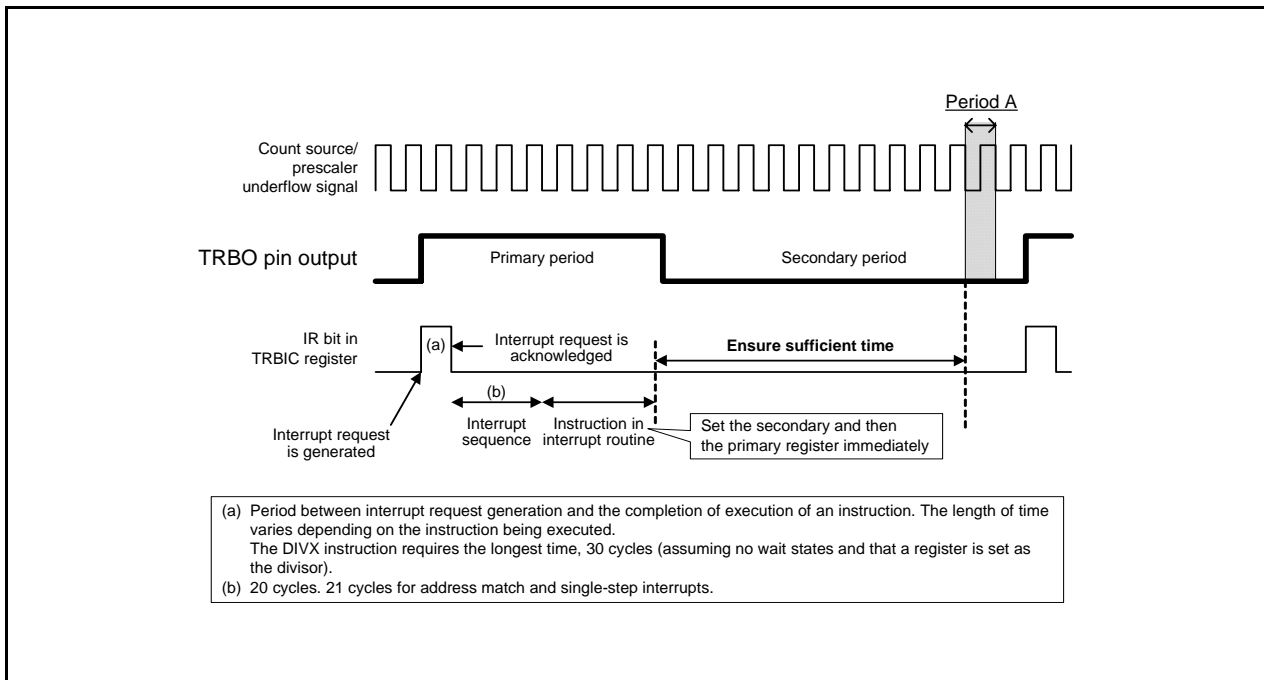 Period A
Count source/
prescaler
underflow signal
TRBO pin output
Primary period
Secondary period
IR bit in
TRBIC register
(a)
Interrupt request is
acknowledged
Ensure sufficient time
(b)
Interrupt
sequence
Instruction in
interrupt routine
Set the secondary and then
the primary register immediately
Interrupt request
is generated
(a) Period between interrupt request generation and the completion of execution of an instruction. The length of time
varies depending on the instruction being executed.
The DIVX instruction requires the longest time, 30 cycles (assuming no wait states and that a register is set as
the divisor).
(b) 20 cycles. 21 cycles for address match and single-step interrupts.